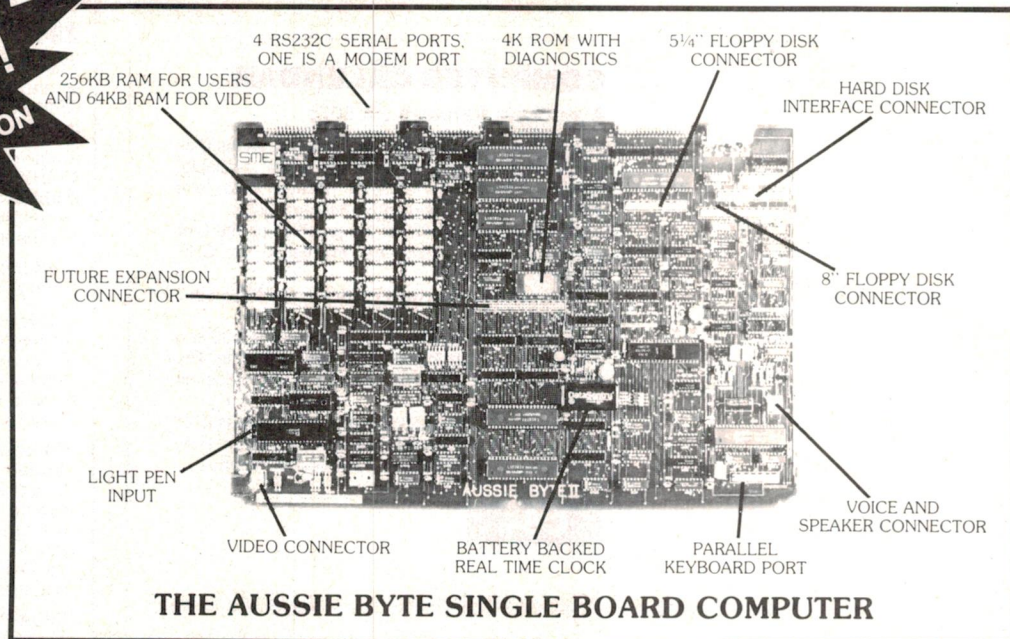 !
ON
4 RS232C SERIAL PORTS,
ONE IS A MODEM PORT
4K ROM WITH
DIAGNOSTICS
5¼" FLOPPY DISK
CONNECTOR
256KB RAM FOR USERS
AND 64KB RAM FOR VIDEO
HARD DISK
INTERFACE CONNECTOR
SME
FUTURE EXPANSION
CONNECTOR
8" FLOPPY DISK
CONNECTOR
LIGHT PEN
INPUT
AUSSIE BYTE II
VOICE AND
SPEAKER CONNECTOR
VIDEO CONNECTOR
BATTERY BACKED
REAL TIME CLOCK
PARALLEL
KEYBOARD PORT
THE AUSSIE BYTE SINGLE BOARD COMPUTER